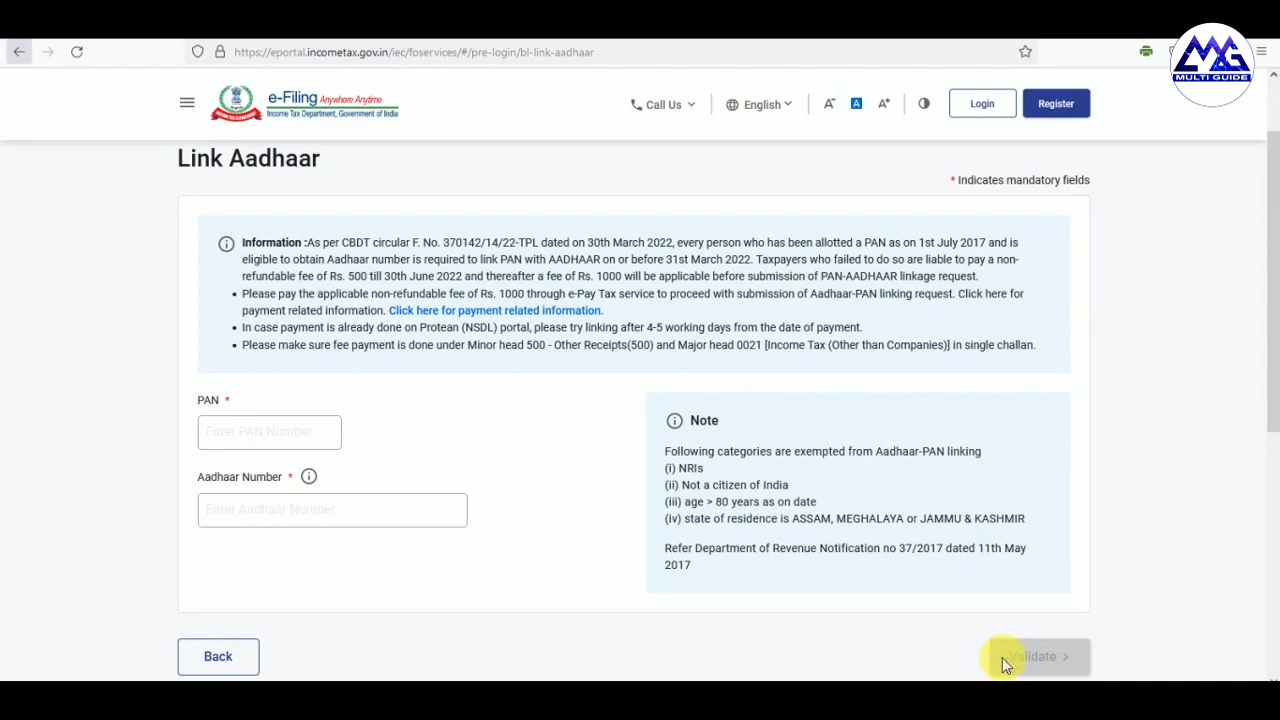 https://eportal.incometax.gov.in/iec/foservices/#/pre-login/bl-link-aadhaar
MULTI GUIDE
e-Filing Anywhere Anytime
Income Tax Department, Government of India
Call Us
English
A-
A
A+
Login
Register
Link Aadhaar
* Indicates mandatory fields
Information :As per CBDT circular F. No. 370142/14/22-TPL dated on 30th March 2022, every person who has been allotted a PAN as on 1st July 2017 and is
eligible to obtain Aadhaar number is required to link PAN with AADHAAR on or before 31st March 2022. Taxpayers who failed to do so are liable to pay a non-
refundable fee of Rs. 500 till 30th June 2022 and thereafter a fee of Rs. 1000 will be applicable before submission of PAN-AADHAAR linkage request.
• Please pay the applicable non-refundable fee of Rs. 1000 through e-Pay Tax service to proceed with submission of Aadhaar-PAN linking request. Click here for
payment related information. Click here for payment related information.
• In case payment is already done on Protean (NSDL) portal, please try linking after 4-5 working days from the date of payment.
• Please make sure fee payment is done under Minor head 500 - Other Receipts(500) and Major head 0021 [Income Tax (Other than Companies)] in single challan.
PAN *
Enter PAN Number
Aadhaar Number *
Enter Aadhaar Number
Note
Following categories are exempted from Aadhaar-PAN linking
(i) NRIs
(ii) Not a citizen of India
(iii) age > 80 years as on date
(iv) state of residence is ASSAM, MEGHALAYA or JAMMU & KASHMIR
Refer Department of Revenue Notification no 37/2017 dated 11th May
2017
Back
Validate >